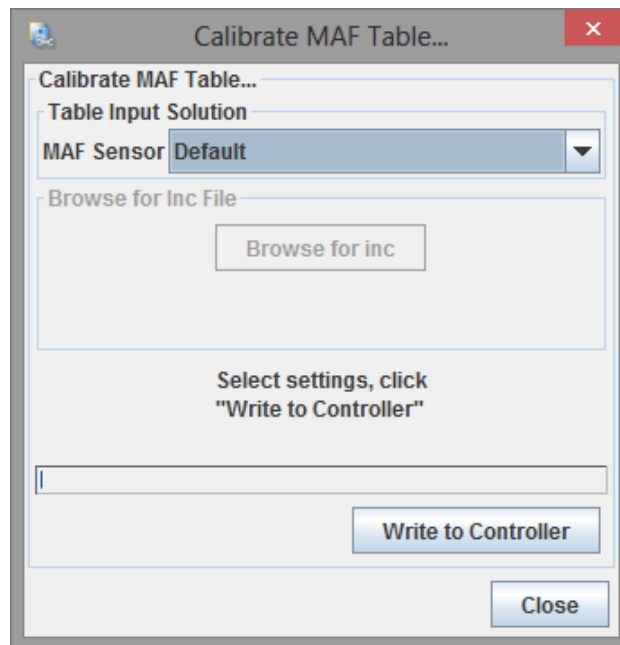 Calibrate MAF Table...
Calibrate MAF Table...
Table Input Solution
MAF Sensor Default
Browse for Inc File
Browse for inc
Select settings, click
"Write to Controller"
Write to Controller
Close